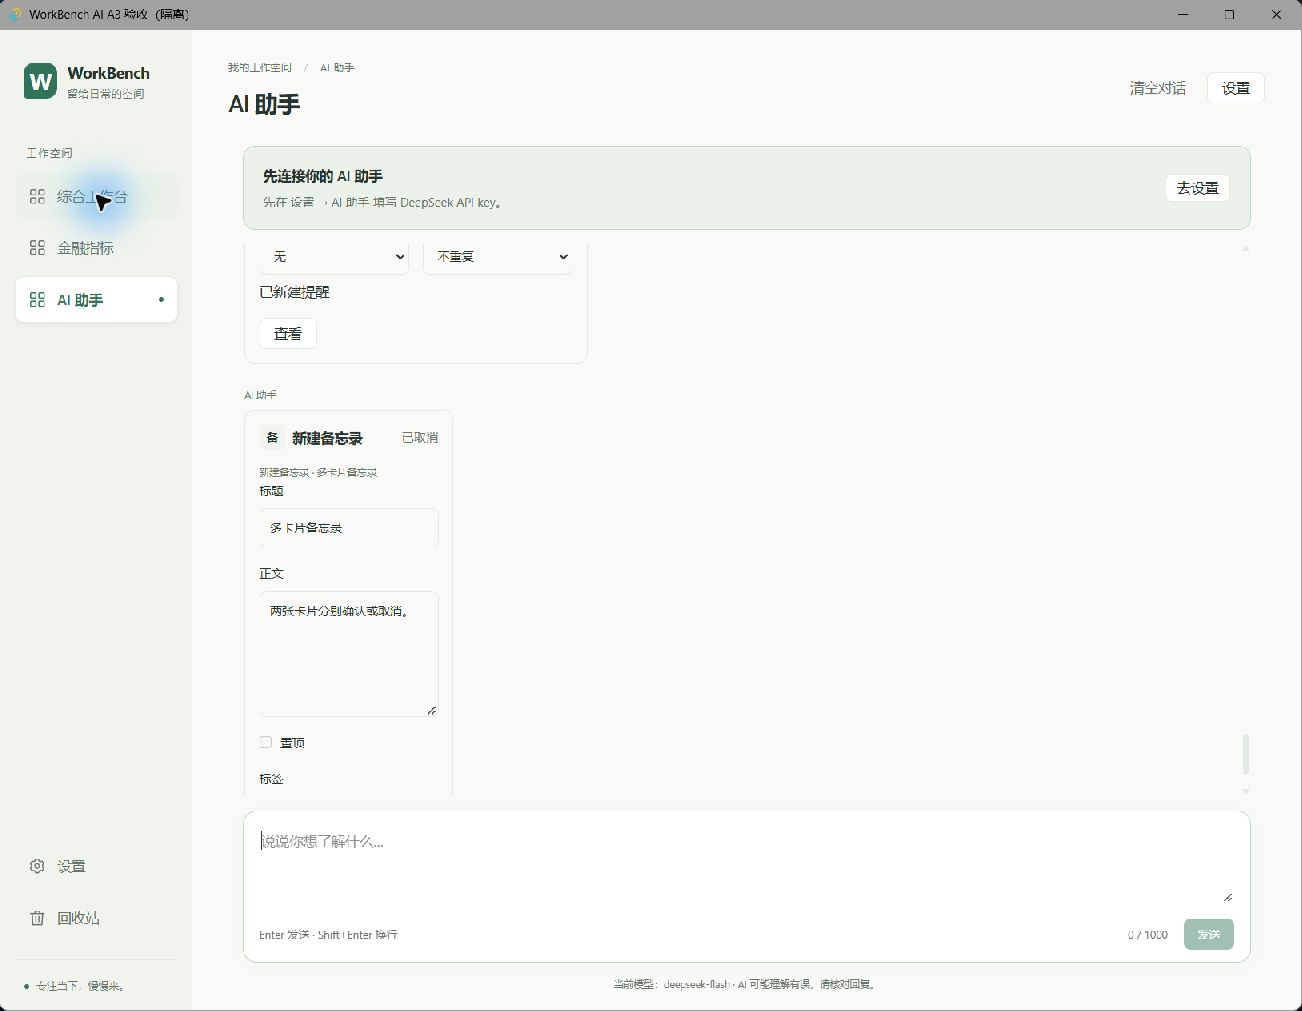 WorkBench AI A3 验收（隔离）
W
WorkBench
留给日常的空间
工作空间
综合工作台
金融指标
AI 助手
设置
回收站
专注当下，慢慢来。
我的工作空间 / AI 助手
AI 助手
清空对话
设置
先连接你的 AI 助手
先在 设置 → AI 助手 填写 DeepSeek API key。
去设置
无
不重复
已新建提醒
查看
AI 助手
备 新建备忘录 已取消
新建备忘录 · 多卡片备忘录
标题
多卡片备忘录
正文
两张卡片分别确认或取消。
置顶
标签
说说你想了解什么...
Enter 发送 · Shift+Enter 换行
0 / 1000
发送
当前模型：deepseek-flash · AI 可能理解有误，请核对回复。